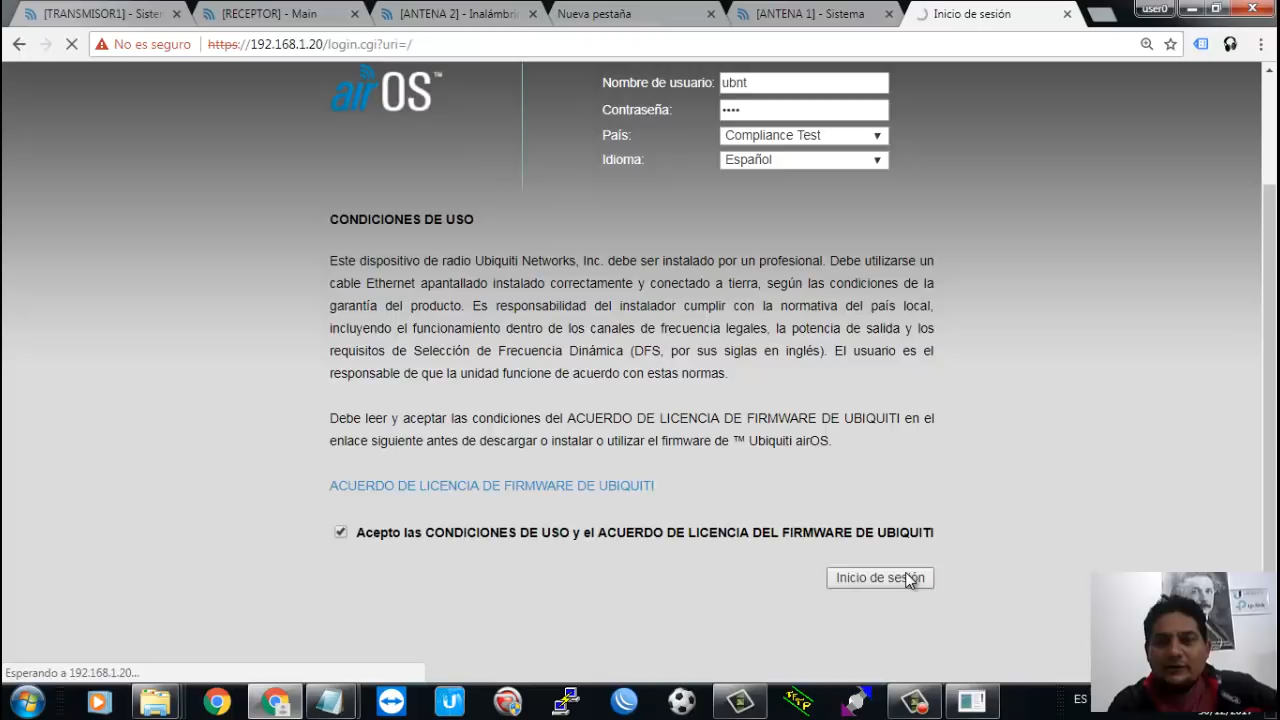 [TRANSMISOR1] - Sister
[RECEPTOR] - Main
[ANTENA 2] - Inalámbri
Nueva pestaña
[ANTENA 1] - Sistema
Inicio de sesión
user0
No es seguro
https://192.168.1.20/login.cgi?uri=/
airOS™
Nombre de usuario: ubnt
Contraseña: ••••
País: Compliance Test
Idioma: Español
CONDICIONES DE USO
Este dispositivo de radio Ubiquiti Networks, Inc. debe ser instalado por un profesional. Debe utilizarse un
cable Ethernet apantallado instalado correctamente y conectado a tierra, según las condiciones de la
garantía del producto. Es responsabilidad del instalador cumplir con la normativa del país local,
incluyendo el funcionamiento dentro de los canales de frecuencia legales, la potencia de salida y los
requisitos de Selección de Frecuencia Dinámica (DFS, por sus siglas en inglés). El usuario es el
responsable de que la unidad funcione de acuerdo con estas normas.
Debe leer y aceptar las condiciones del ACUERDO DE LICENCIA DE FIRMWARE DE UBIQUITI en el
enlace siguiente antes de descargar o instalar o utilizar el firmware de ™ Ubiquiti airOS.
ACUERDO DE LICENCIA DE FIRMWARE DE UBIQUITI
Acepto las CONDICIONES DE USO y el ACUERDO DE LICENCIA DEL FIRMWARE DE UBIQUITI
Inicio de sesión
tp-link
Esperando a 192.168.1.20...
TFTP
ES
30/12/2017